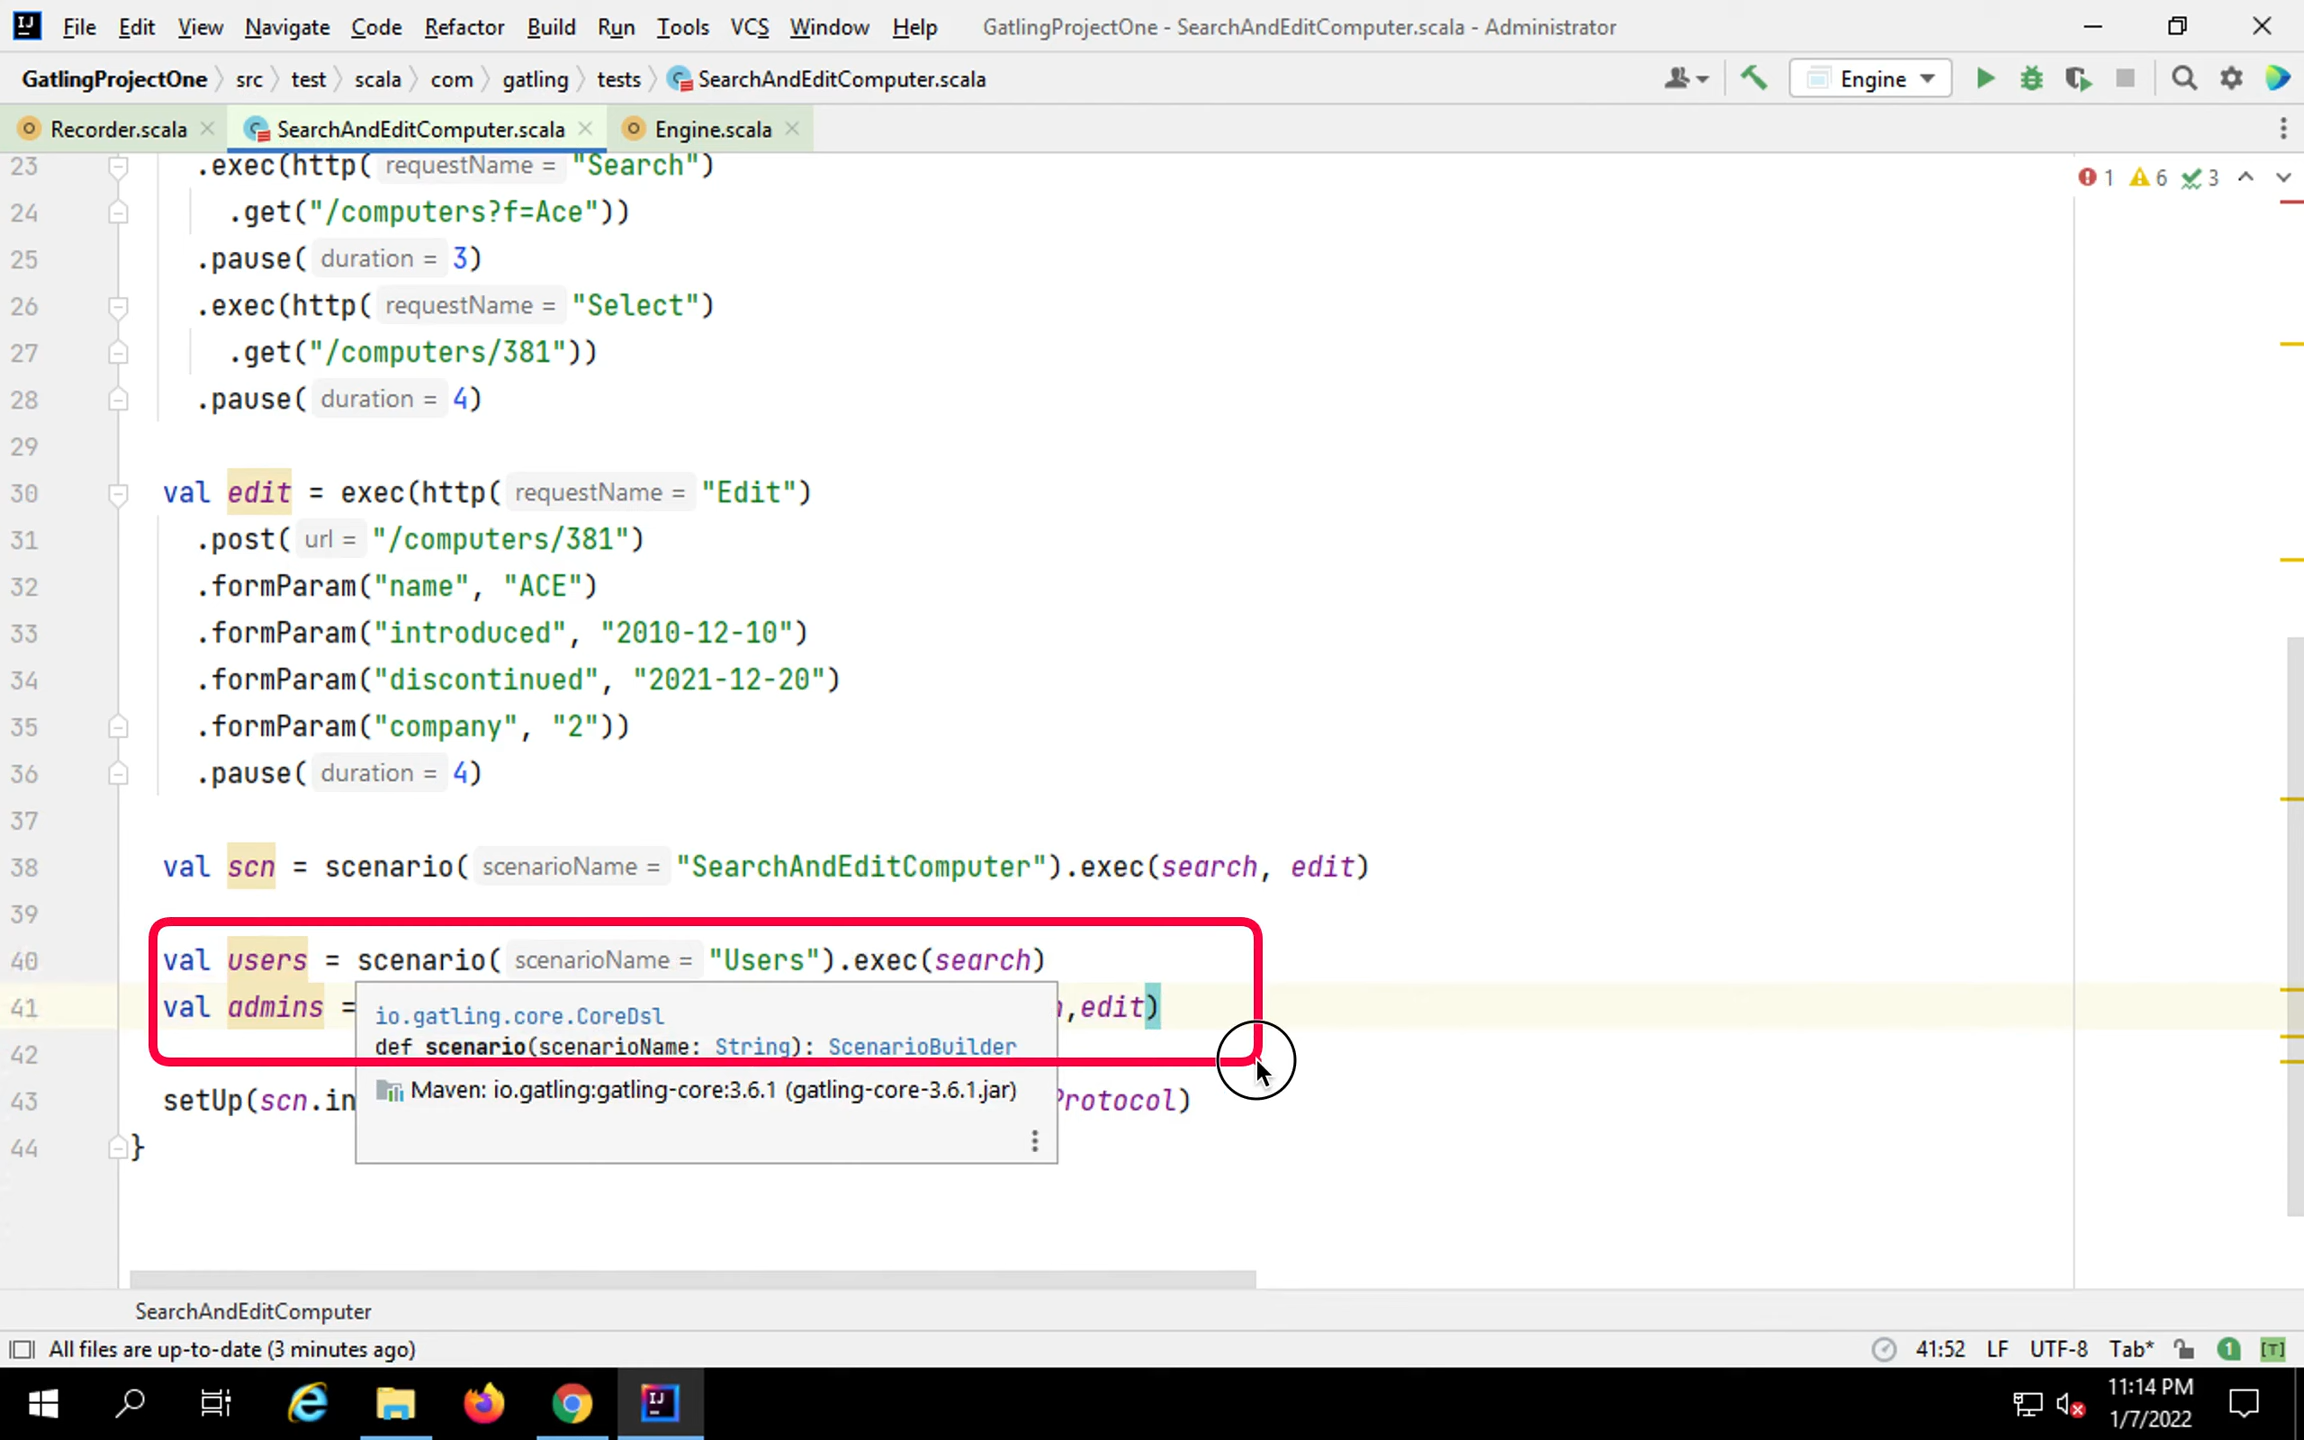 File Edit View Navigate Code Refactor Build Run Tools VCS Window Help GatlingProjectOne - SearchAndEditComputer.scala - Administrator
GatlingProjectOne src test scala com gatling tests SearchAndEditComputer.scala Engine
Recorder.scala SearchAndEditComputer.scala Engine.scala
1 6 3
23 .exec(http( requestName = "Search")
24 .get("/computers?f=Ace"))
25 .pause( duration = 3)
26 .exec(http( requestName = "Select")
27 .get("/computers/381"))
28 .pause( duration = 4)
29
30 val edit = exec(http( requestName = "Edit")
31 .post( url = "/computers/381")
32 .formParam("name", "ACE")
33 .formParam("introduced", "2010-12-10")
34 .formParam("discontinued", "2021-12-20")
35 .formParam("company", "2"))
36 .pause( duration = 4)
37
38 val scn = scenario( scenarioName = "SearchAndEditComputer").exec(search, edit)
39
40 val users = scenario( scenarioName = "Users").exec(search)
41 val admins = ,edit)
io.gatling.core.CoreDsl
42 def scenario(scenarioName: String): ScenarioBuilder
Maven: io.gatling:gatling-core:3.6.1 (gatling-core-3.6.1.jar)
43 setUp(scn.in Protocol)
44 }
SearchAndEditComputer
All files are up-to-date (3 minutes ago) 41:52 LF UTF-8 Tab* 1 [T]
11:14 PM
1/7/2022